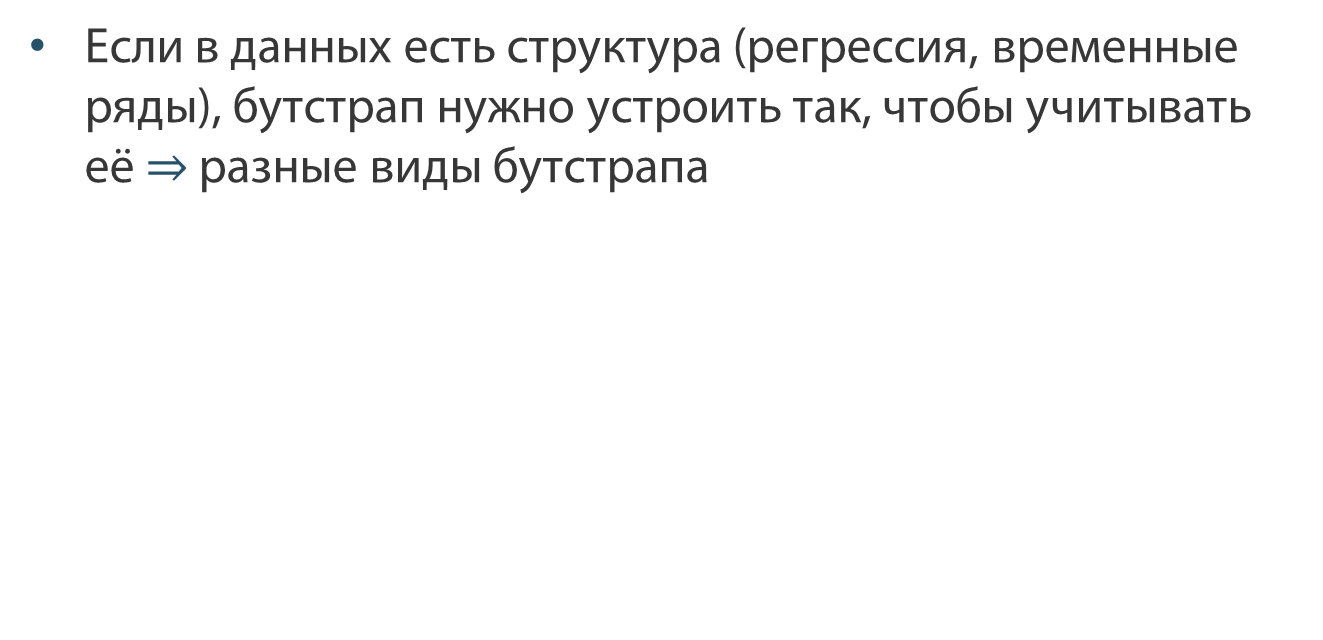 • Если в данных есть структура (регрессия, временные
ряды), бутстрап нужно устроить так, чтобы учитывать
её ⇒ разные виды бутстрапа